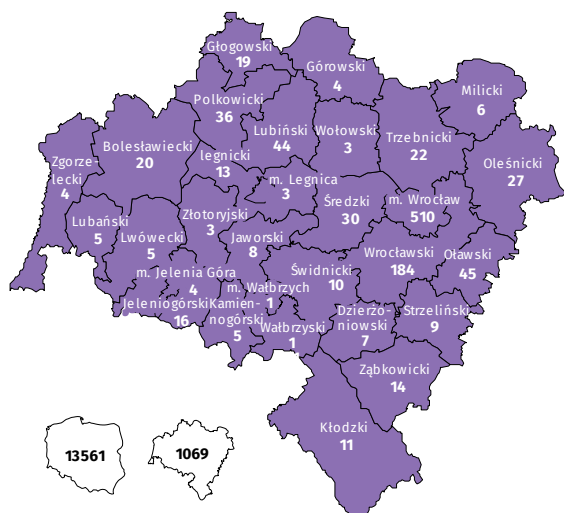 Głogowski
19
Górowski
4
Milicki
6
Polkowicki
36
Lubiński
44
Wołowski
3
Trzebnicki
22
Bolesławiecki
20
legnicki
13
Oleśnicki
27
Zgorze-
lecki
4
m. Legnica
3
Średzki
30
m. Wrocław
510
Lubański
5
Lwówecki
5
Złotoryjski
3
Jaworski
8
Wrocławski
184
Oławski
45
m. Jelenia Góra
4
m.
Wałbrzych
1
Świdnicki
10
Jeleniogórski
16
Kamien-
nogórski
5
Wałbrzyski
1
Dzierżo-
niowski
7
Strzeliński
9
Ząbkowicki
14
Kłodzki
11
13561
1069